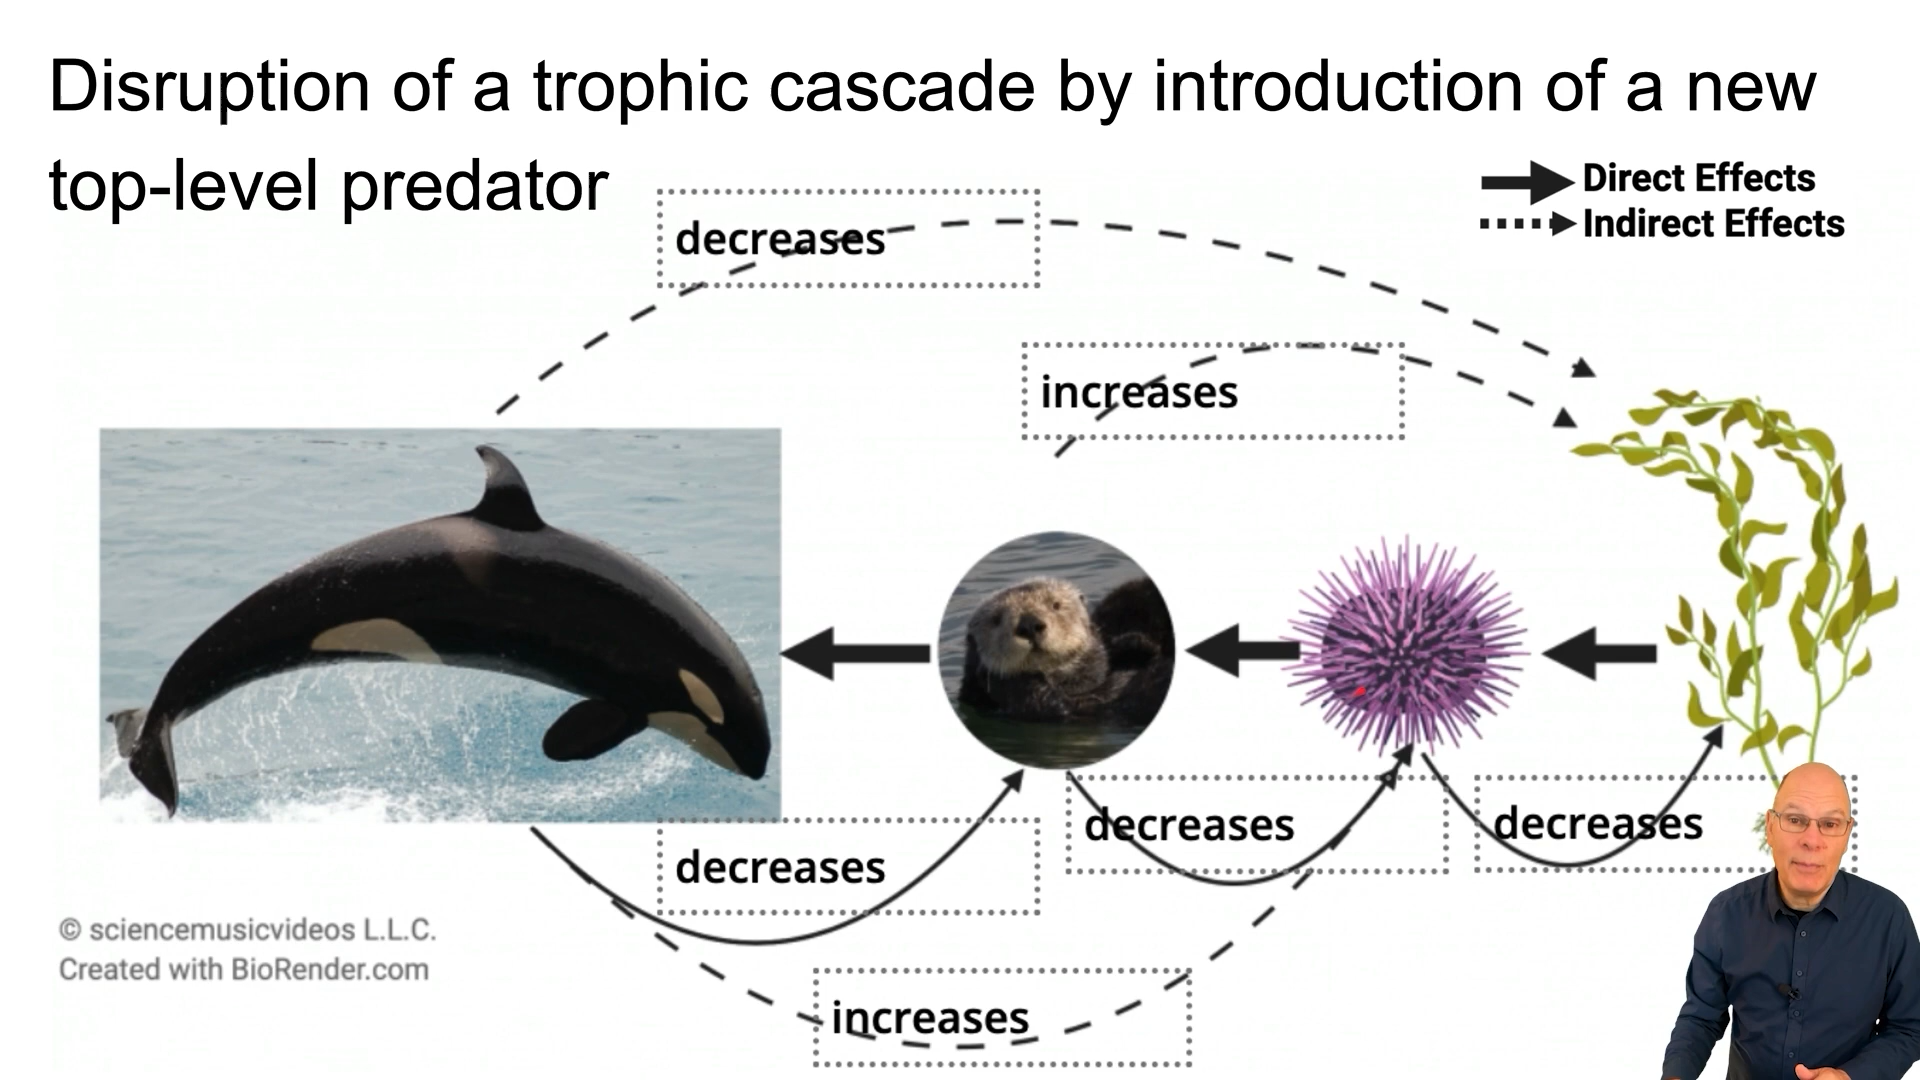 Disruption of a trophic cascade by introduction of a new
top-level predator
Direct Effects
Indirect Effects
decreases
increases
decreases
decreases
decreases
increases
© sciencemusicvideos L.L.C.
Created with BioRender.com